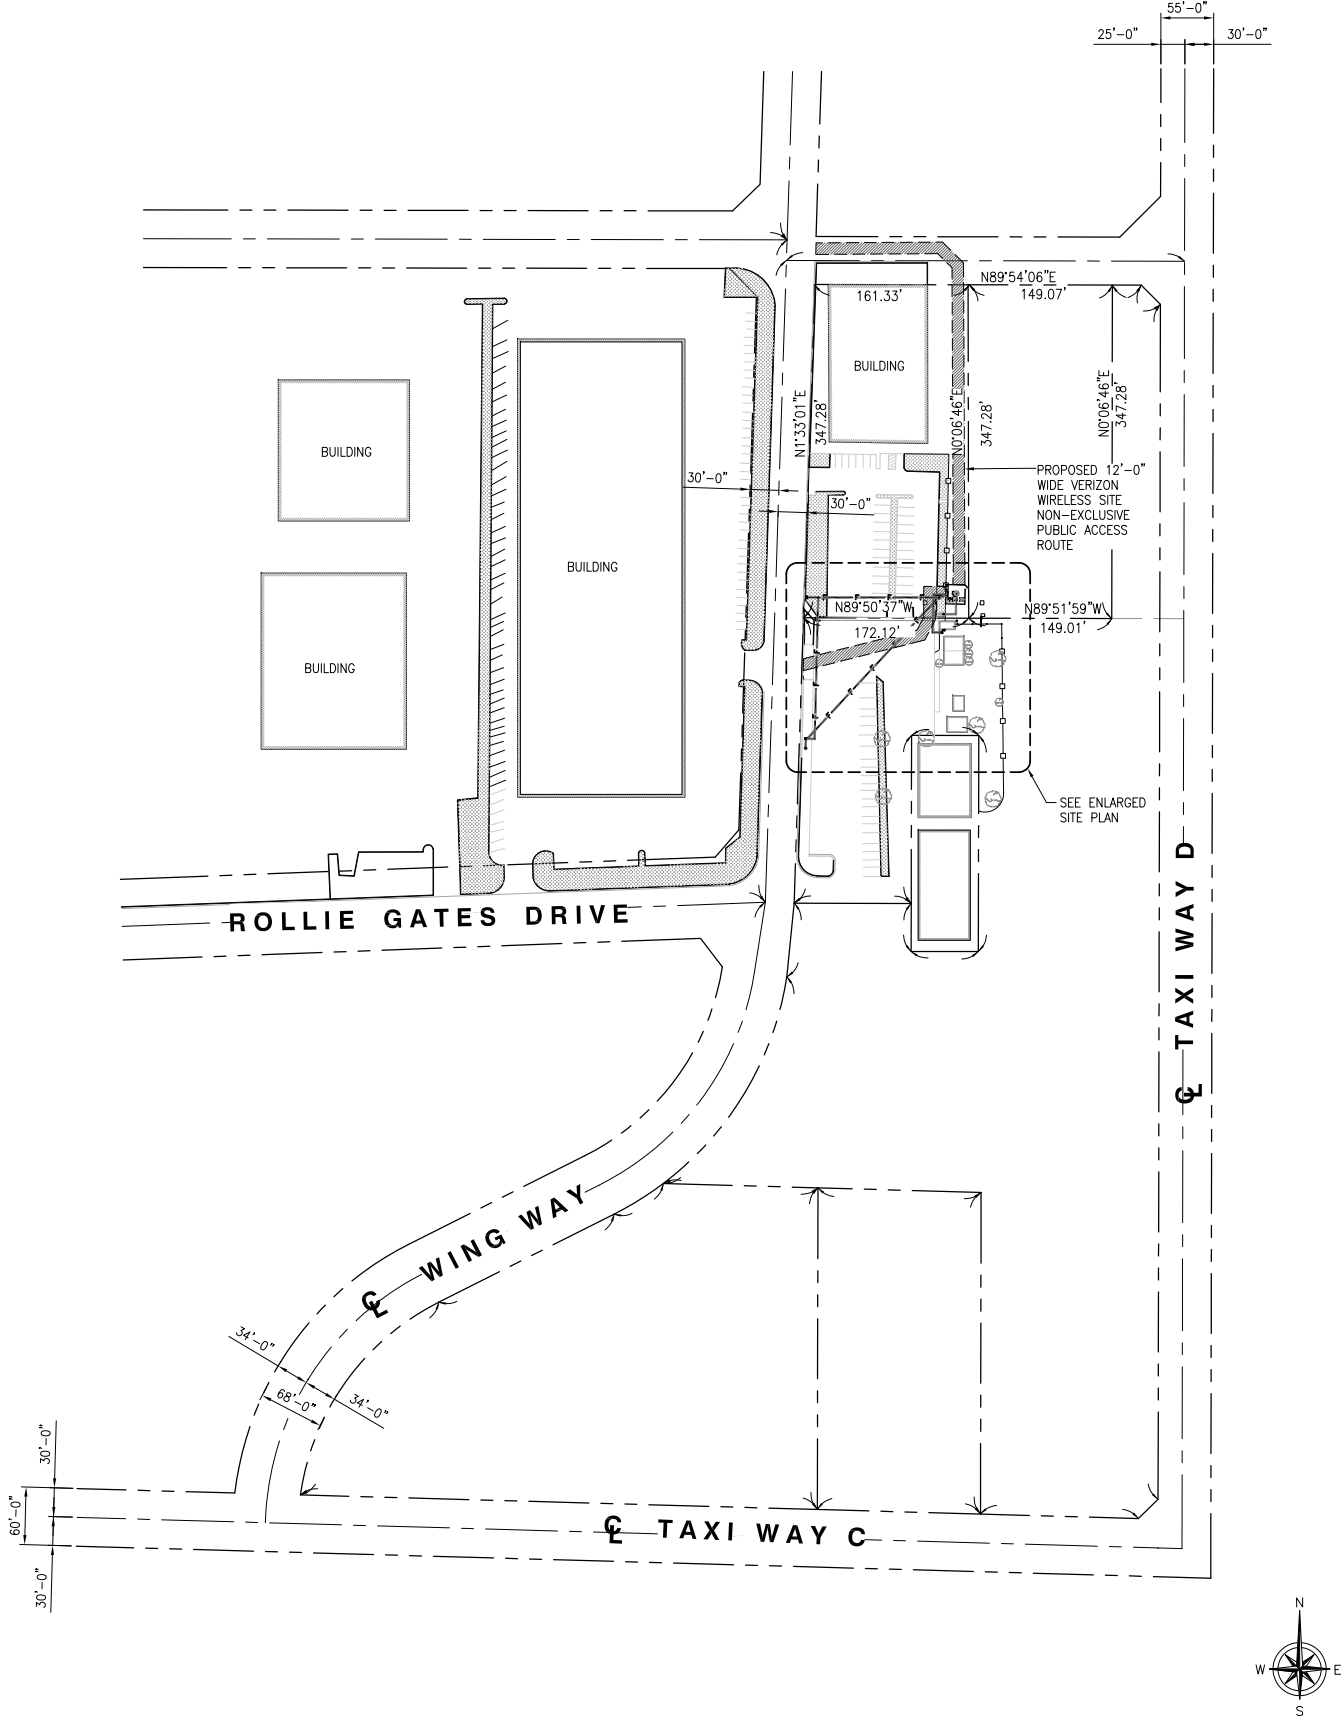 55'-0"
25'-0"
30'-0"
N89°54'06"E
161.33'
149.07'
BUILDING
N1°33'01"E
347.28'
N0°06'46"E
347.28'
N0°06'46"E
347.28'
BUILDING
30'-0"
30'-0"
PROPOSED 12'-0"
WIDE VERIZON
WIRELESS SITE
NON-EXCLUSIVE
PUBLIC ACCESS
ROUTE
BUILDING
BUILDING
N89°50'37"W
172.12'
N89°51'59"W
149.01'
SEE ENLARGED
SITE PLAN
ROLLIE GATES DRIVE
CL TAXI WAY D
CL WING WAY
34'-0"
68'-0"
34'-0"
30'-0"
60'-0"
30'-0"
CL TAXI WAY C
N
W E
S